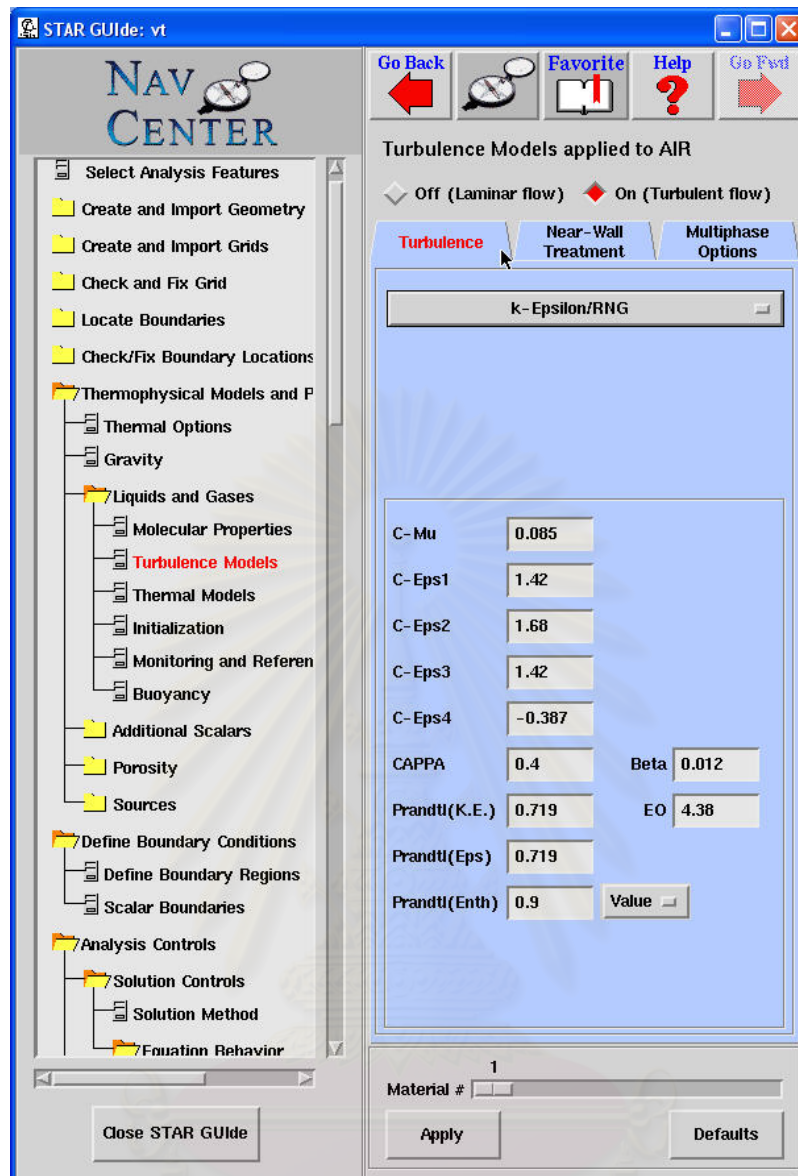 STAR GUIde: vt
NAV
CENTER
Select Analysis Features
Create and Import Geometry
Create and Import Grids
Check and Fix Grid
Locate Boundaries
Check/Fix Boundary Locations
Thermophysical Models and P
Thermal Options
Gravity
Liquids and Gases
Molecular Properties
Turbulence Models
Thermal Models
Initialization
Monitoring and Referen
Buoyancy
Additional Scalars
Porosity
Sources
Define Boundary Conditions
Define Boundary Regions
Scalar Boundaries
Analysis Controls
Solution Controls
Solution Method
Equation Behavior
Close STAR GUIde
Go Back Favorite Help Go Fwd
Turbulence Models applied to AIR
Off (Laminar flow) On (Turbulent flow)
Turbulence Near-Wall Treatment Multiphase Options
k-Epsilon/RNG
C-Mu 0.085
C-Eps1 1.42
C-Eps2 1.68
C-Eps3 1.42
C-Eps4 -0.387
CAPPA 0.4 Beta 0.012
Prandtl(K.E.) 0.719 EO 4.38
Prandtl(Eps) 0.719
Prandtl(Enth) 0.9 Value
1
Material #
Apply Defaults